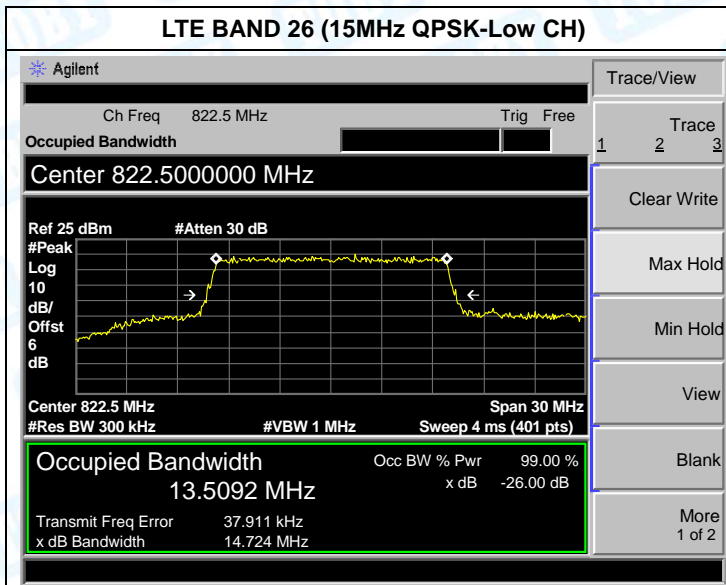 LTE BAND 26 (15MHz QPSK-Low CH)
Agilent
Trace/View
Ch Freq 822.5 MHz Trig Free
Occupied Bandwidth
Trace
1 2 3
Center 822.5000000 MHz
Clear Write
Ref 25 dBm #Atten 30 dB
#Peak
Log
10
dB/
Offst
6
dB
Max Hold
Min Hold
View
Center 822.5 MHz Span 30 MHz
#Res BW 300 kHz #VBW 1 MHz Sweep 4 ms (401 pts)
Occupied Bandwidth Occ BW % Pwr 99.00 %
13.5092 MHz x dB -26.00 dB
Blank
Transmit Freq Error 37.911 kHz
x dB Bandwidth 14.724 MHz
More
1 of 2